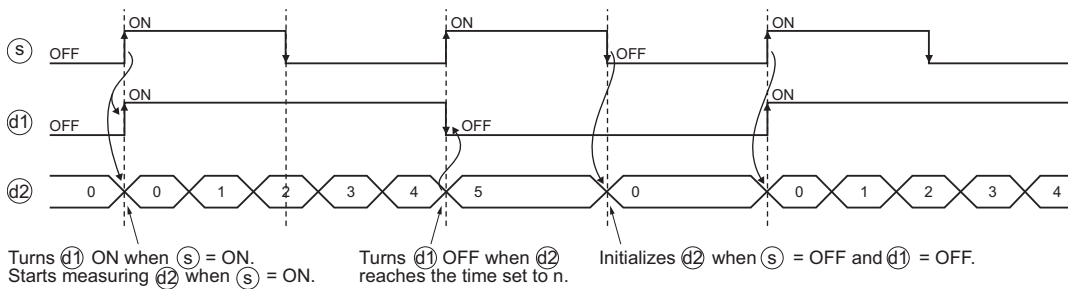 ON ON ON
s OFF OFF
ON ON
d1 OFF OFF
d2 0 0 1 2 3 4 5 0 0 1 2 3 4
Turns d1 ON when s = ON.
Starts measuring d2 when s = ON.
Turns d1 OFF when d2
reaches the time set to n.
Initializes d2 when s = OFF and d1 = OFF.